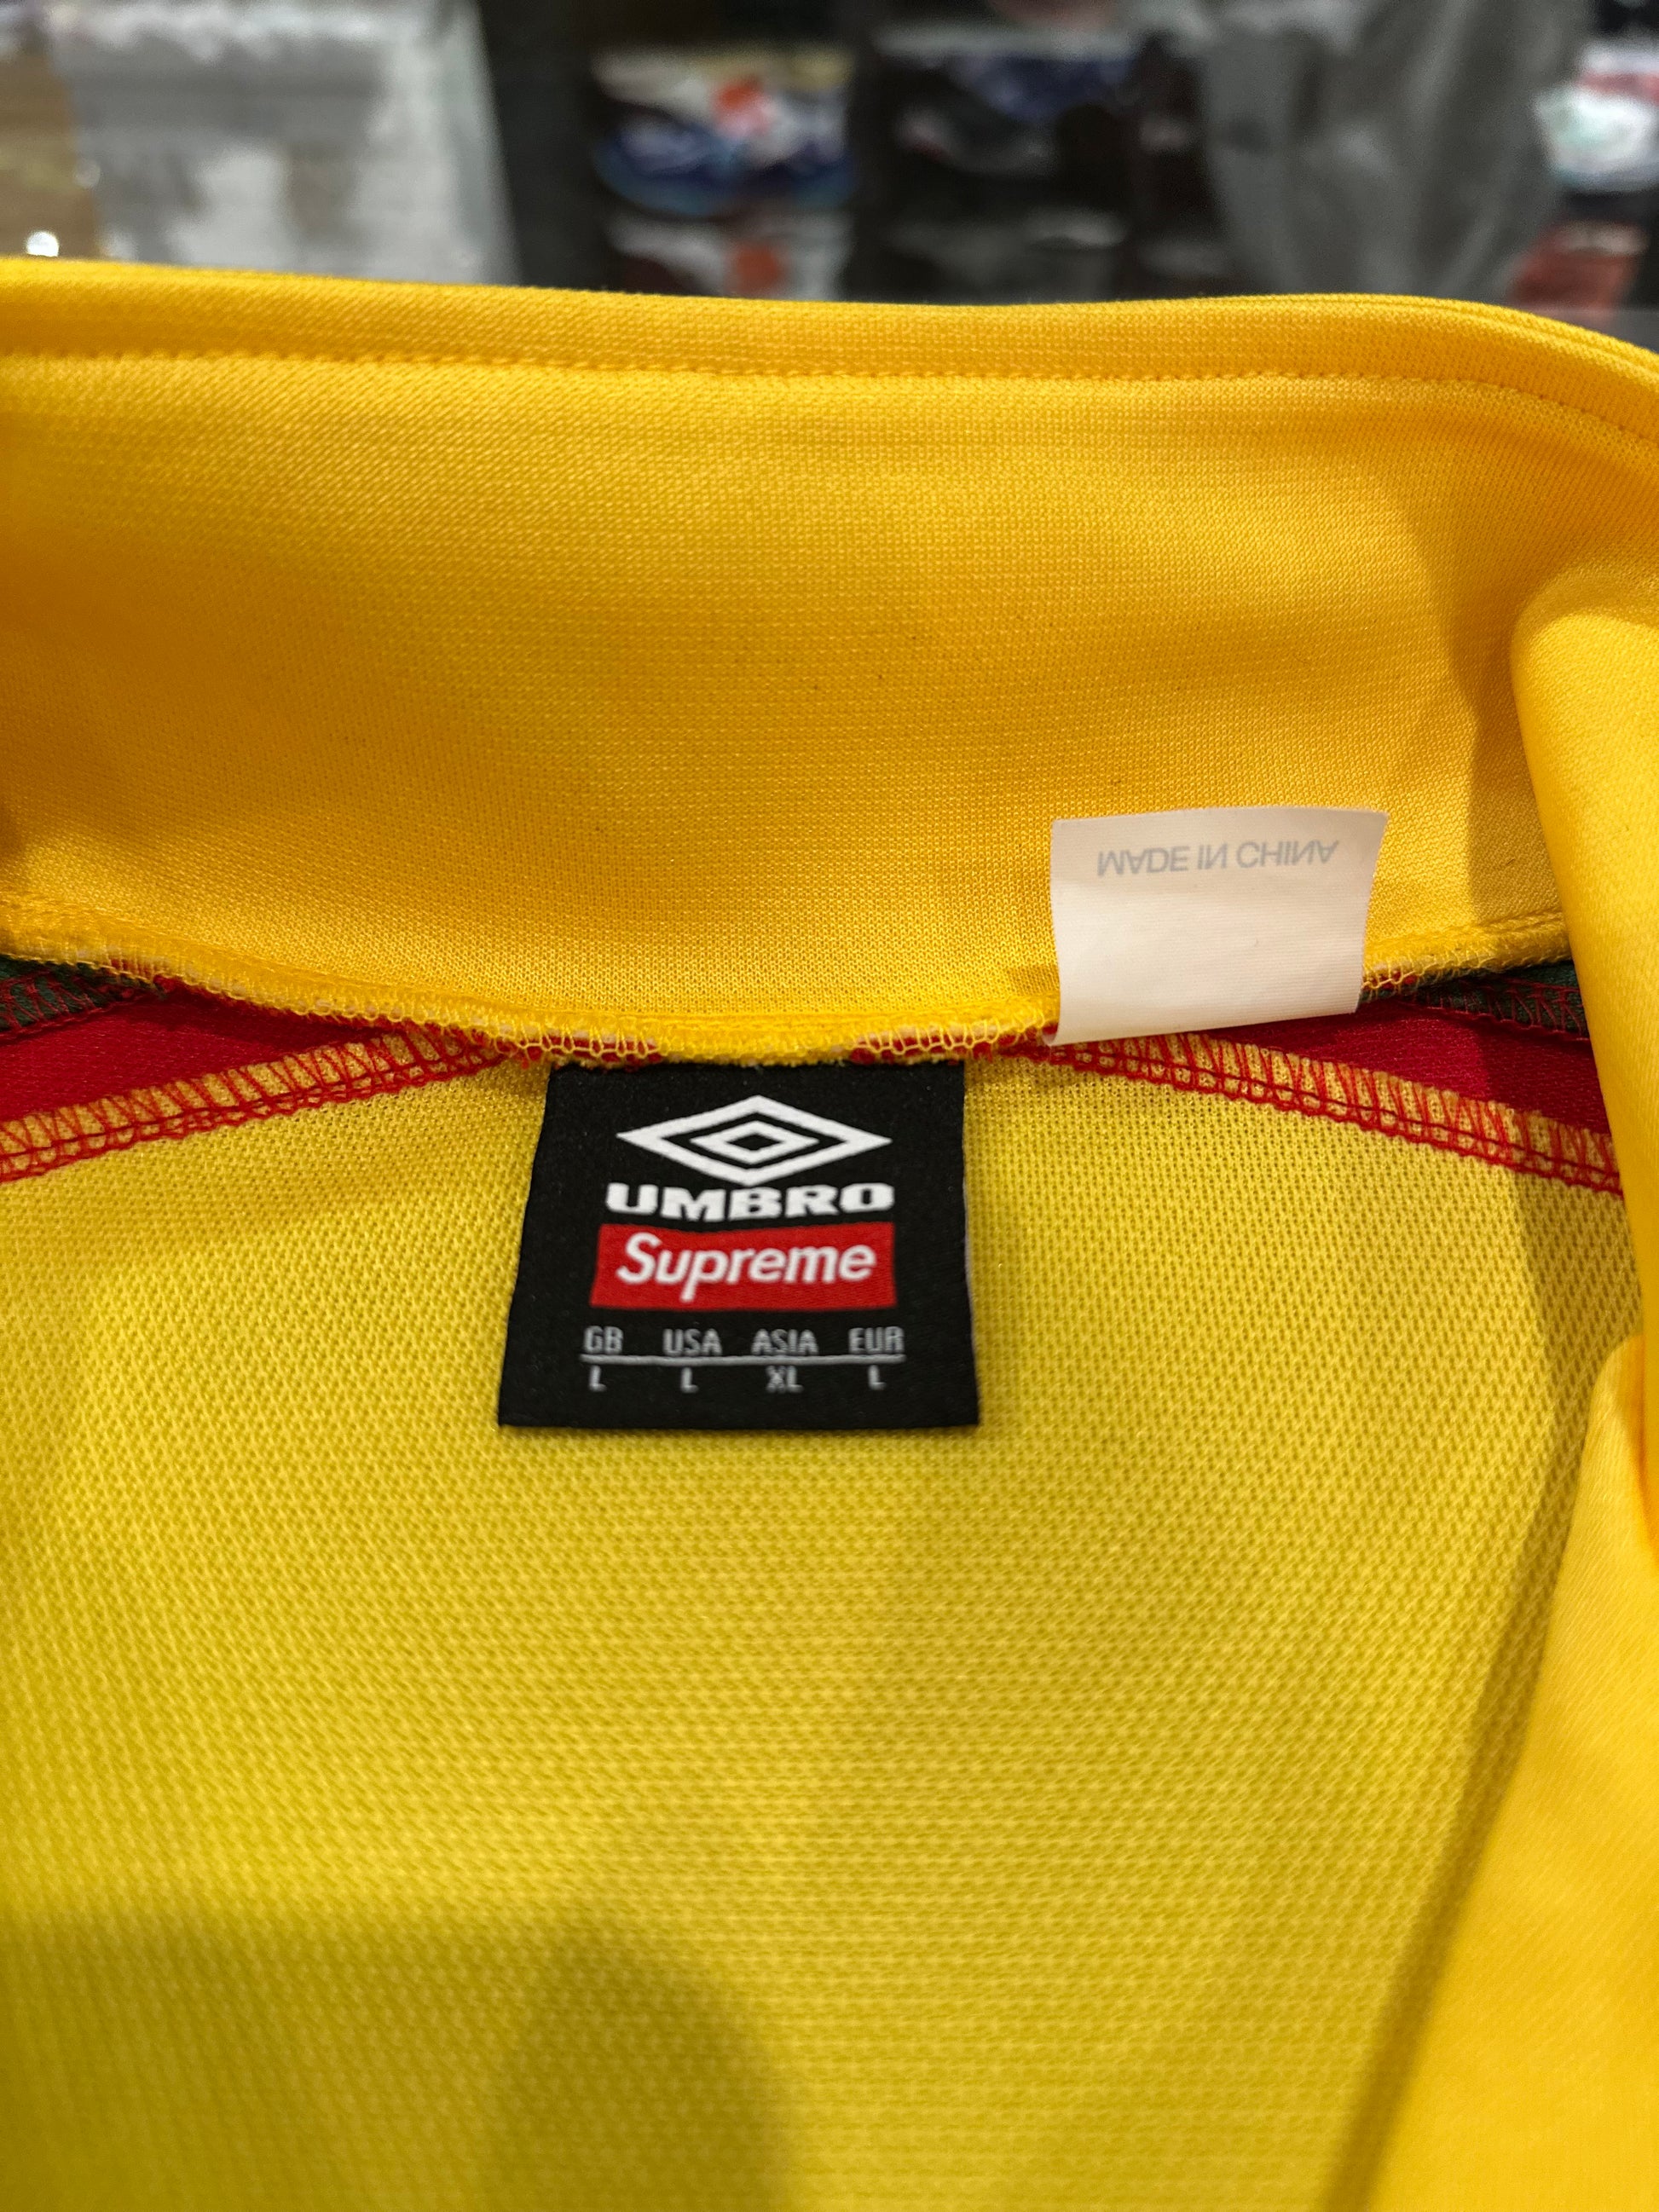 MADE IN CHINA
UMBRO
Supreme
GB USA ASIA EUR
L L XL L